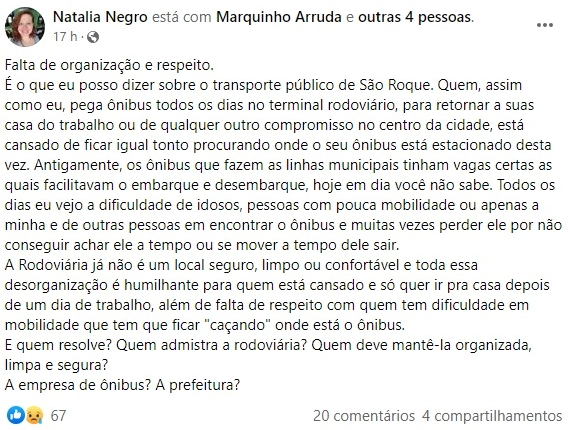 Natalia Negro está com Marquinho Arruda e outras 4 pessoas.
17 h ·
Falta de organização e respeito.
É o que eu posso dizer sobre o transporte público de São Roque. Quem, assim
como eu, pega ônibus todos os dias no terminal rodoviário, para retornar a suas
casa do trabalho ou de qualquer outro compromisso no centro da cidade, está
cansado de ficar igual tonto procurando onde o seu ônibus está estacionado desta
vez. Antigamente, os ônibus que fazem as linhas municipais tinham vagas certas as
quais facilitavam o embarque e desembarque, hoje em dia você não sabe. Todos os
dias eu vejo a dificuldade de idosos, pessoas com pouca mobilidade ou apenas a
minha e de outras pessoas em encontrar o ônibus e muitas vezes perder ele por não
conseguir achar ele a tempo ou se mover a tempo dele sair.
A Rodoviária já não é um local seguro, limpo ou confortável e toda essa
desorganização é humilhante para quem está cansado e só quer ir pra casa depois
de um dia de trabalho, além de falta de respeito com quem tem dificuldade em
mobilidade que tem que ficar "caçando" onde está o ônibus.
E quem resolve? Quem admistra a rodoviária? Quem deve mantê-la organizada,
limpa e segura?
A empresa de ônibus? A prefeitura?
67 20 comentários 4 compartilhamentos